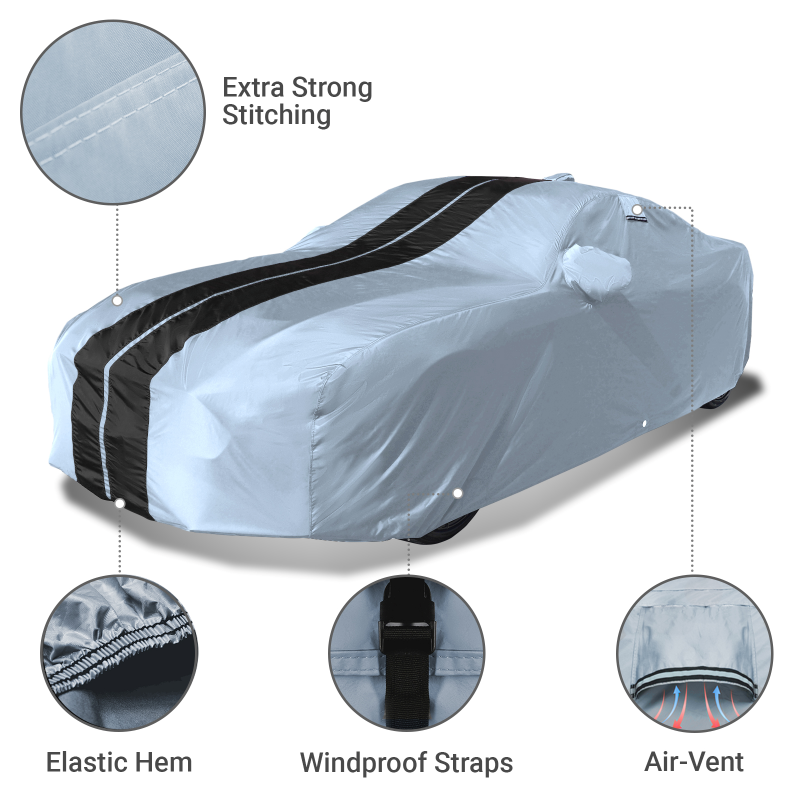 Extra Strong
Stitching
Elastic Hem
Windproof Straps
Air-Vent